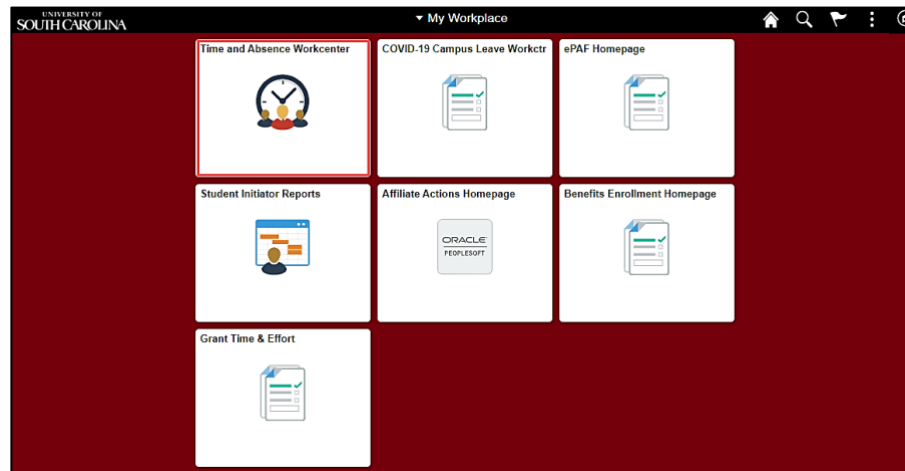 UNIVERSITY OF
SOUTH CAROLINA
My Workplace
Time and Absence Workcenter
COVID-19 Campus Leave Workctr
ePAF Homepage
Student Initiator Reports
Affiliate Actions Homepage
ORACLE
PEOPLESOFT
Benefits Enrollment Homepage
Grant Time & Effort